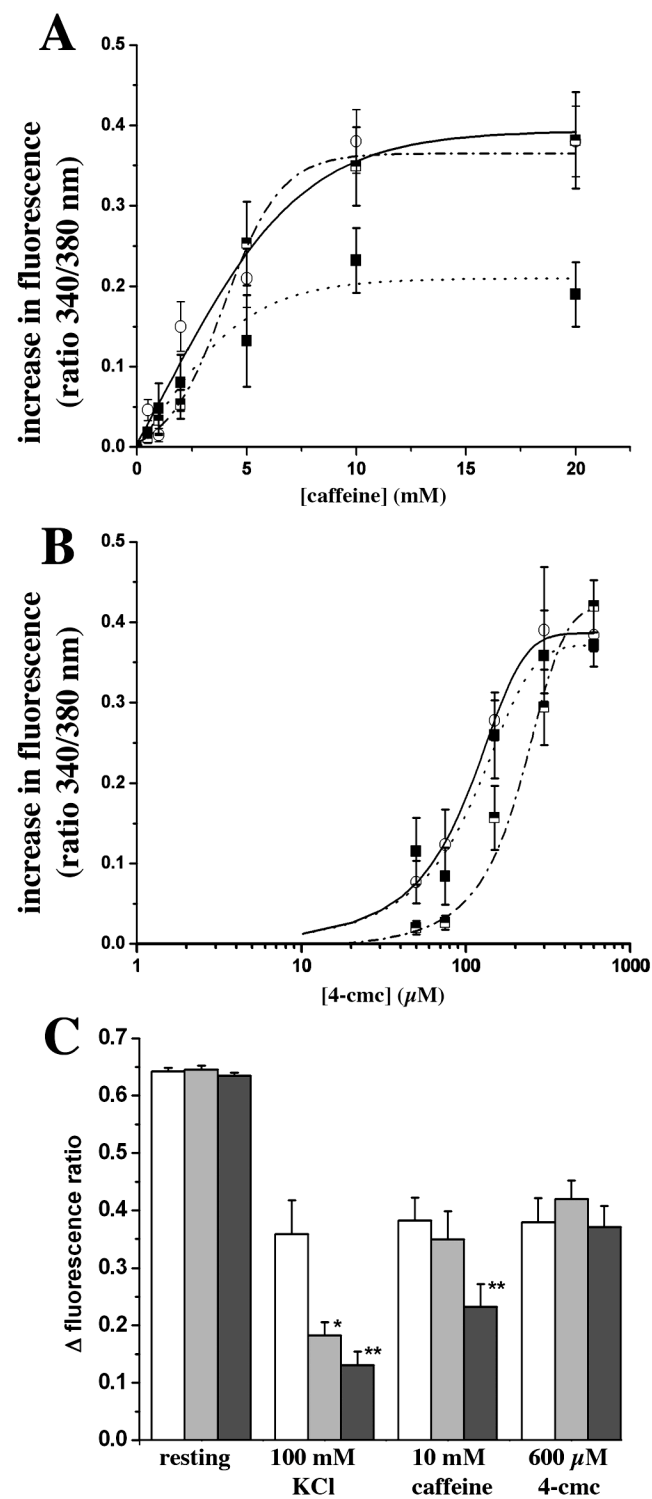 A
0.5
0.4
0.3
0.2
0.1
0.0
increase in fluorescence
(ratio 340/380 nm)
0 5 10 15 20
[caffeine] (mM)
B
0.5
0.4
0.3
0.2
0.1
0.0
increase in fluorescence
(ratio 340/380 nm)
1 10 100 1000
[4-cmc] (µM)
C
0.7
0.6
0.5
0.4
0.3
0.2
0.1
0.0
Δ fluorescence ratio
*
**
**
resting 100 mM 10 mM 600 µM
KCl caffeine 4-cmc